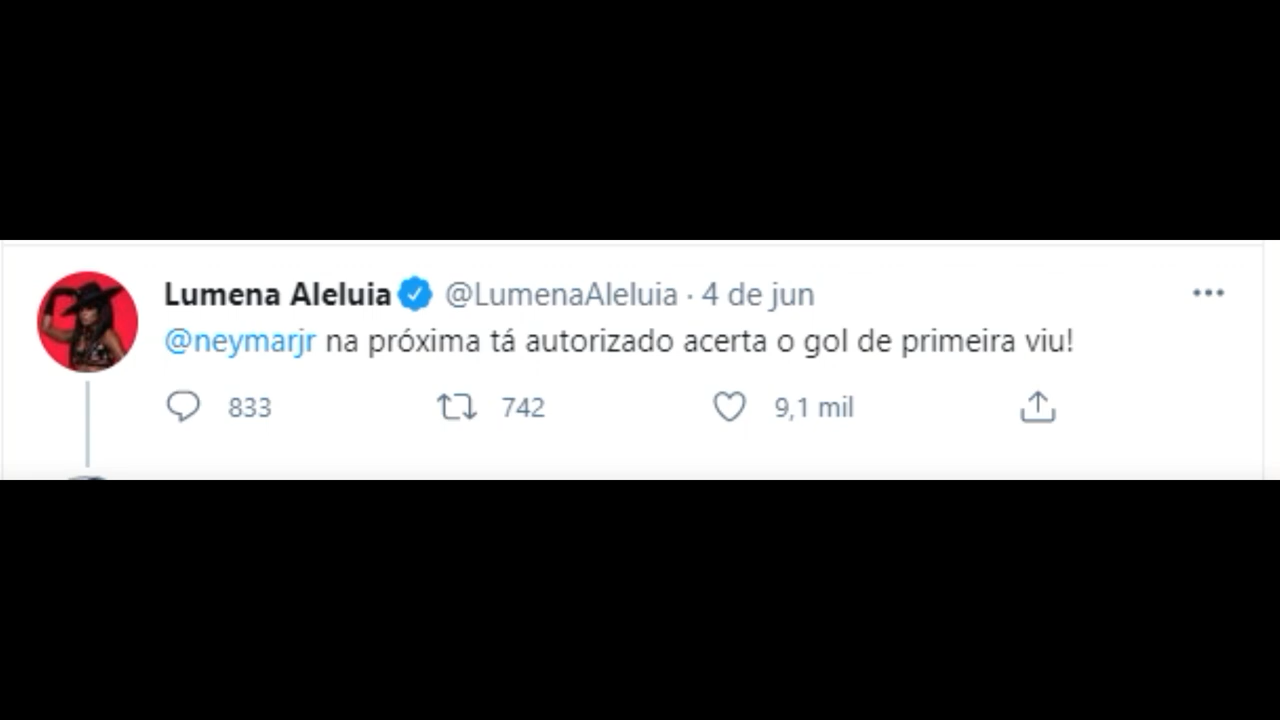 Lumena Aleluia @LumenaAleluia · 4 de jun
@neymarjr na próxima tá autorizado acerta o gol de primeira viu!
833 742 9,1 mil